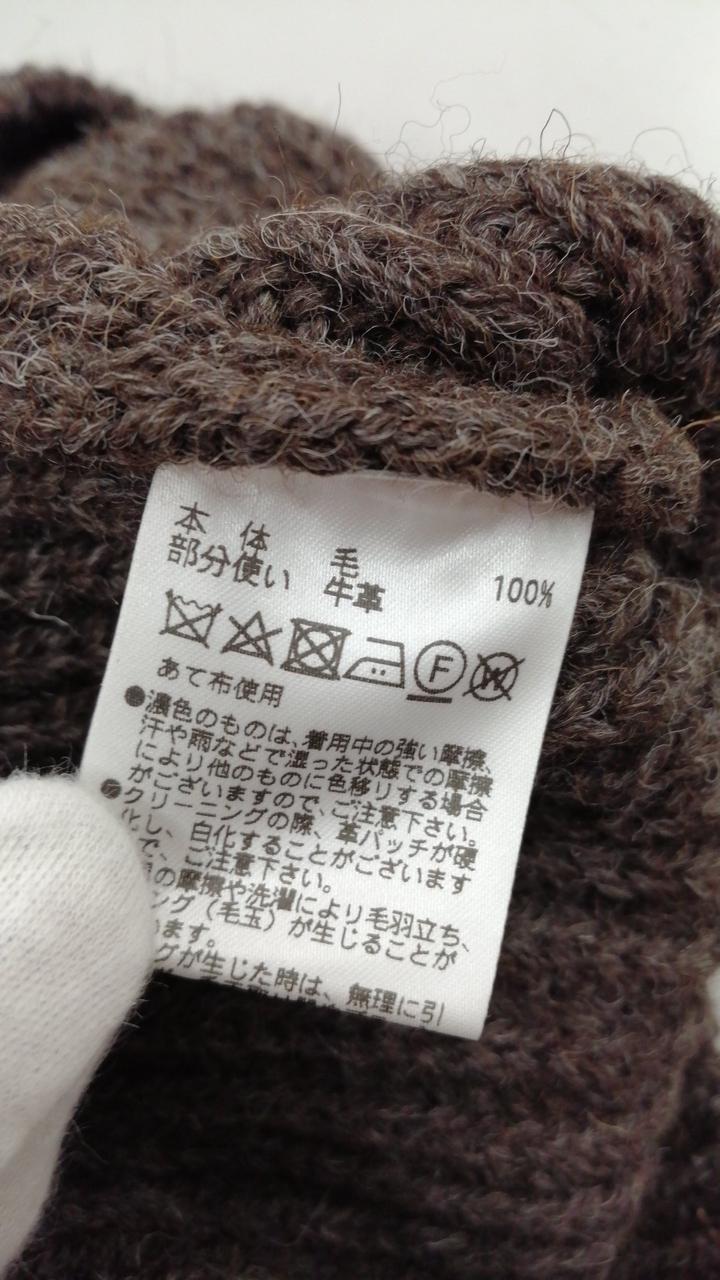 本 体 毛 100%
部分使い 牛革
F W
あて布使用
●濃色のものは、着用中の強い摩擦、
汗や雨などで湿った状態での摩擦
により他のものに色移りする場合
がございますので、ご注意下さい。
●クリーニングの際、革パッチが硬
化し、白化することがございます
で、ご注意下さい。
の摩擦や洗濯により毛羽立ち、
ング（毛玉）が生じることが
います。
グが生じた時は、無理に引